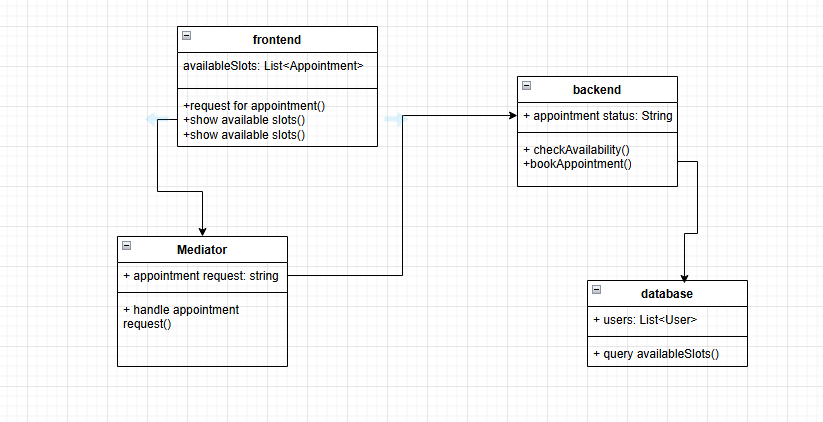 frontend
availableSlots: List<Appointment>
+request for appointment()
+show available slots()
+show available slots()
backend
+ appointment status: String
+ checkAvailability()
+bookAppointment()
Mediator
+ appointment request: string
+ handle appointment
request()
database
+ users: List<User>
+ query availableSlots()